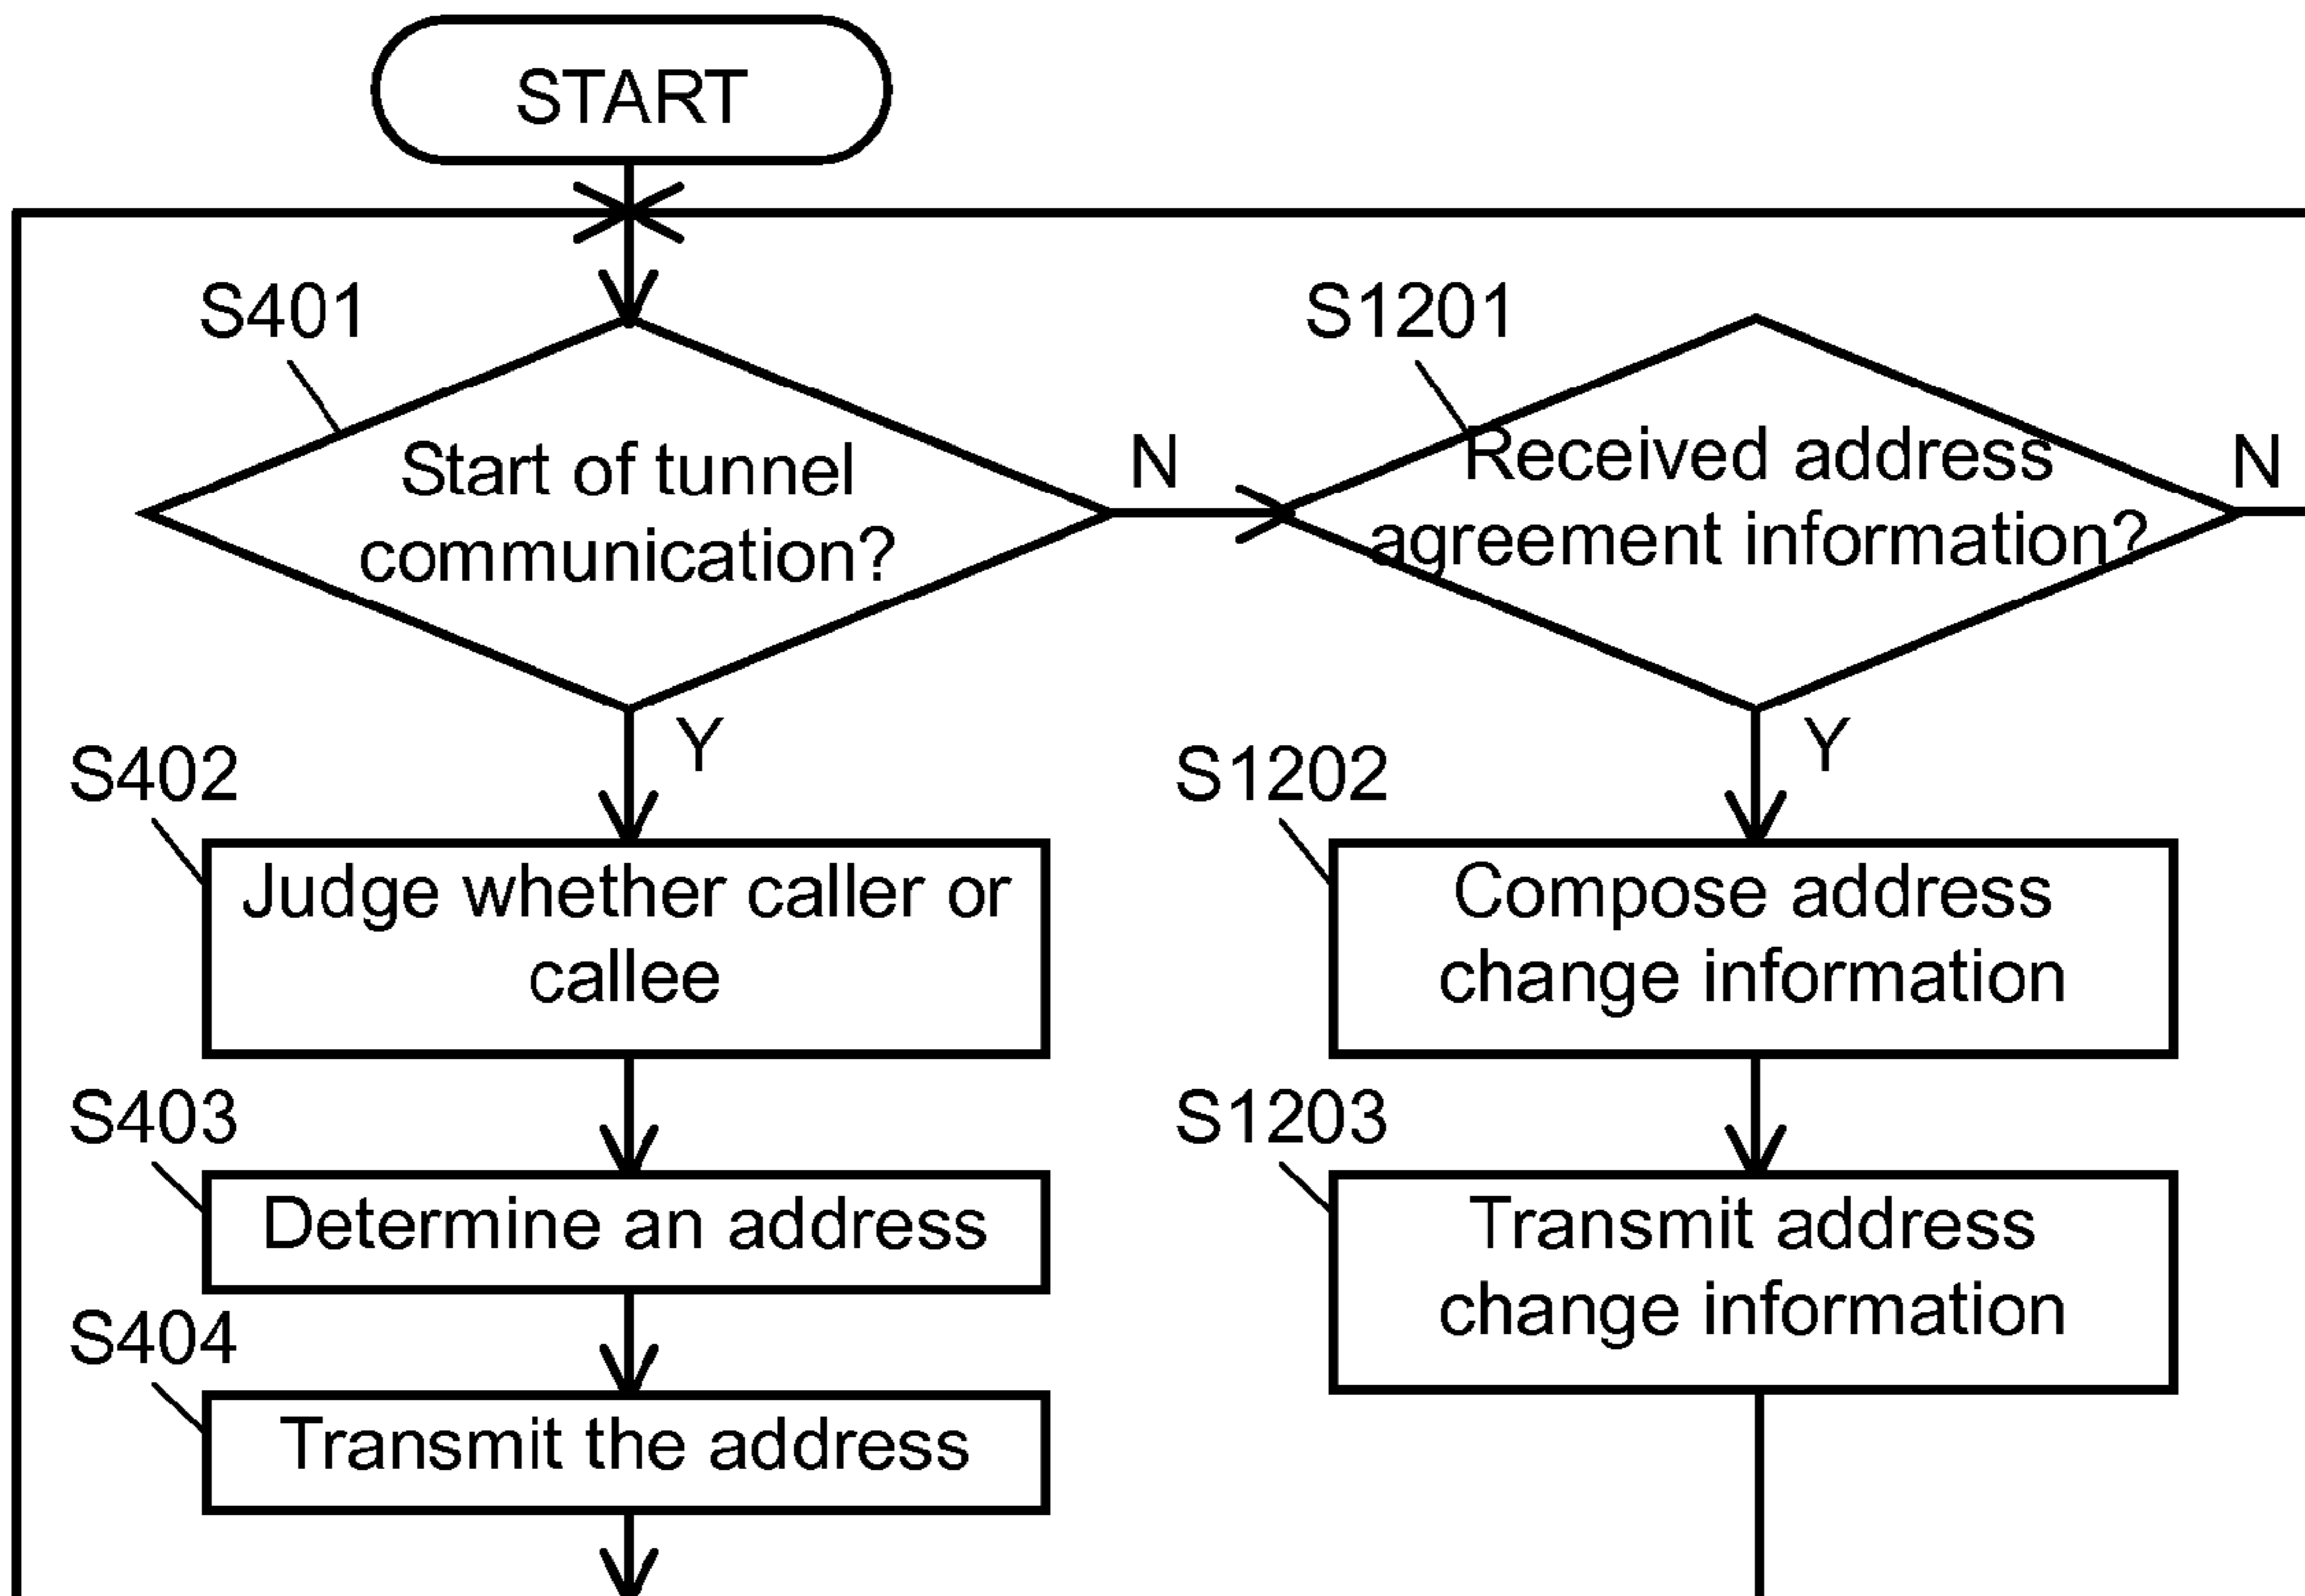 START
S401
Start of tunnel
communication?
N
Y
S1201
Received address
agreement information?
N
Y
S402
Judge whether caller or
callee
S1202
Compose address
change information
S403
Determine an address
S1203
Transmit address
change information
S404
Transmit the address